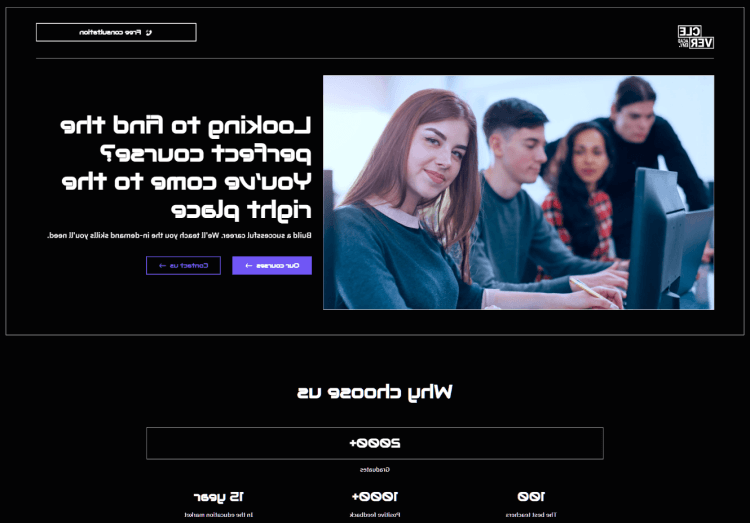 CLE
VER
ACAD
EMY.
Free consultation
Looking to find the
perfect course?
You've come to the
right place
Build a successful career. We'll teach you the in-demand skills you'll need.
Our courses →
Contact us →
Why choose us
2000+
Graduates
100
The best teachers
1000+
Positive feedback
15 year
In the education market